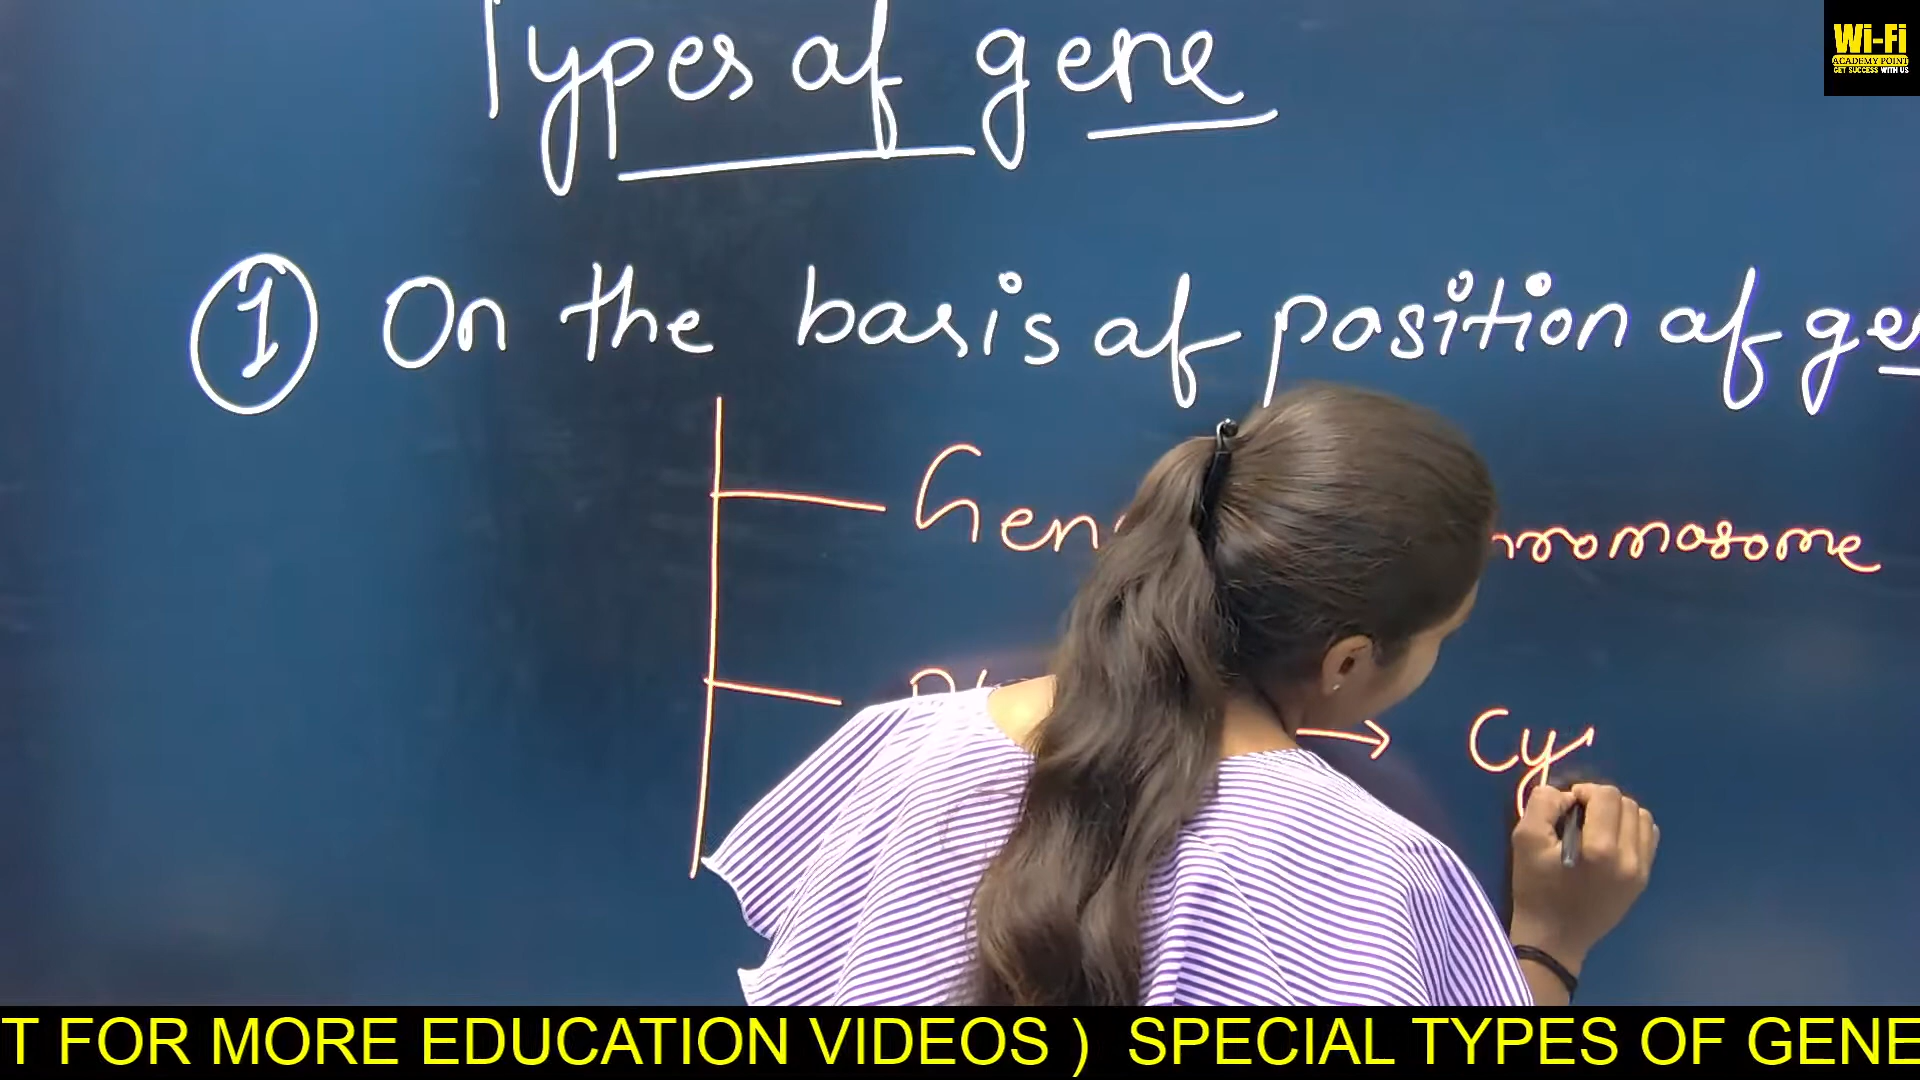 Types of gene
Wi-Fi
ACADEMY POINT
GET SUCCESS WITH US
1 On the basis of position of ge
Gen hromosome
Cy
T FOR MORE EDUCATION VIDEOS ) SPECIAL TYPES OF GENE